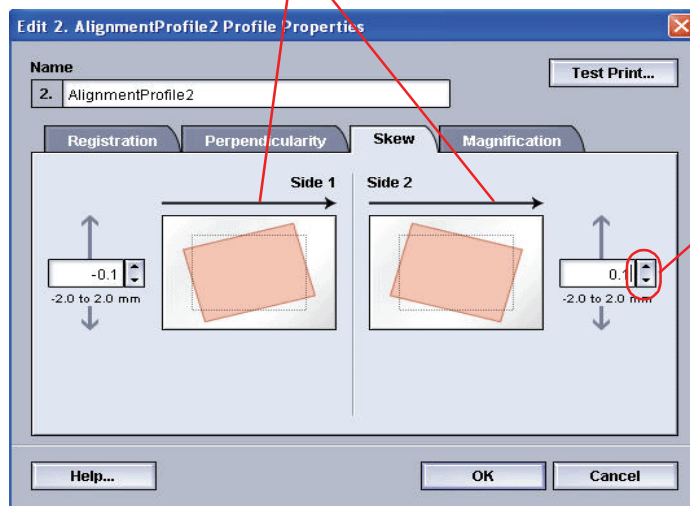 Edit 2. AlignmentProfile2 Profile Properties
Name
2. AlignmentProfile2
Test Print...
Registration Perpendicularity Skew Magnification
Side 1 Side 2
-0.1 0.1
-2.0 to 2.0 mm -2.0 to 2.0 mm
Help... OK Cancel